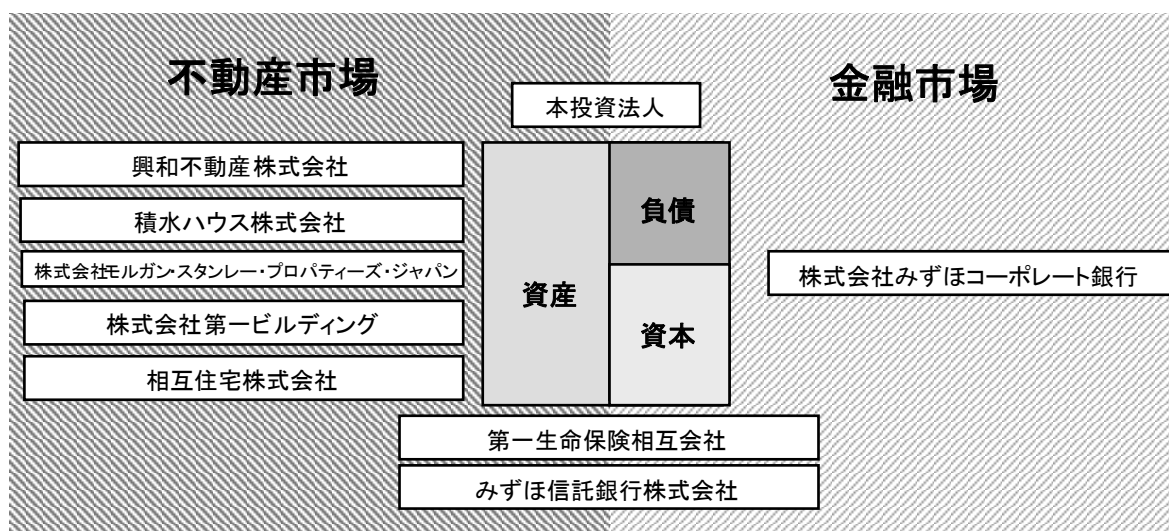 不動産市場
金融市場
本投資法人
興和不動産株式会社
積水ハウス株式会社
株式会社モルガン・スタンレー・プロパティーズ・ジャパン
株式会社第一ビルディング
相互住宅株式会社
資産
負債
資本
株式会社みずほコーポレート銀行
第一生命保険相互会社
みずほ信託銀行株式会社